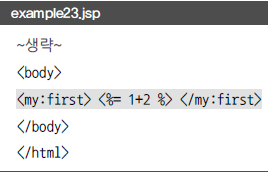 example23.jsp
~생략~
<body>
<my:first> <%= 1+2 %> </my:first>
</body>
</html>